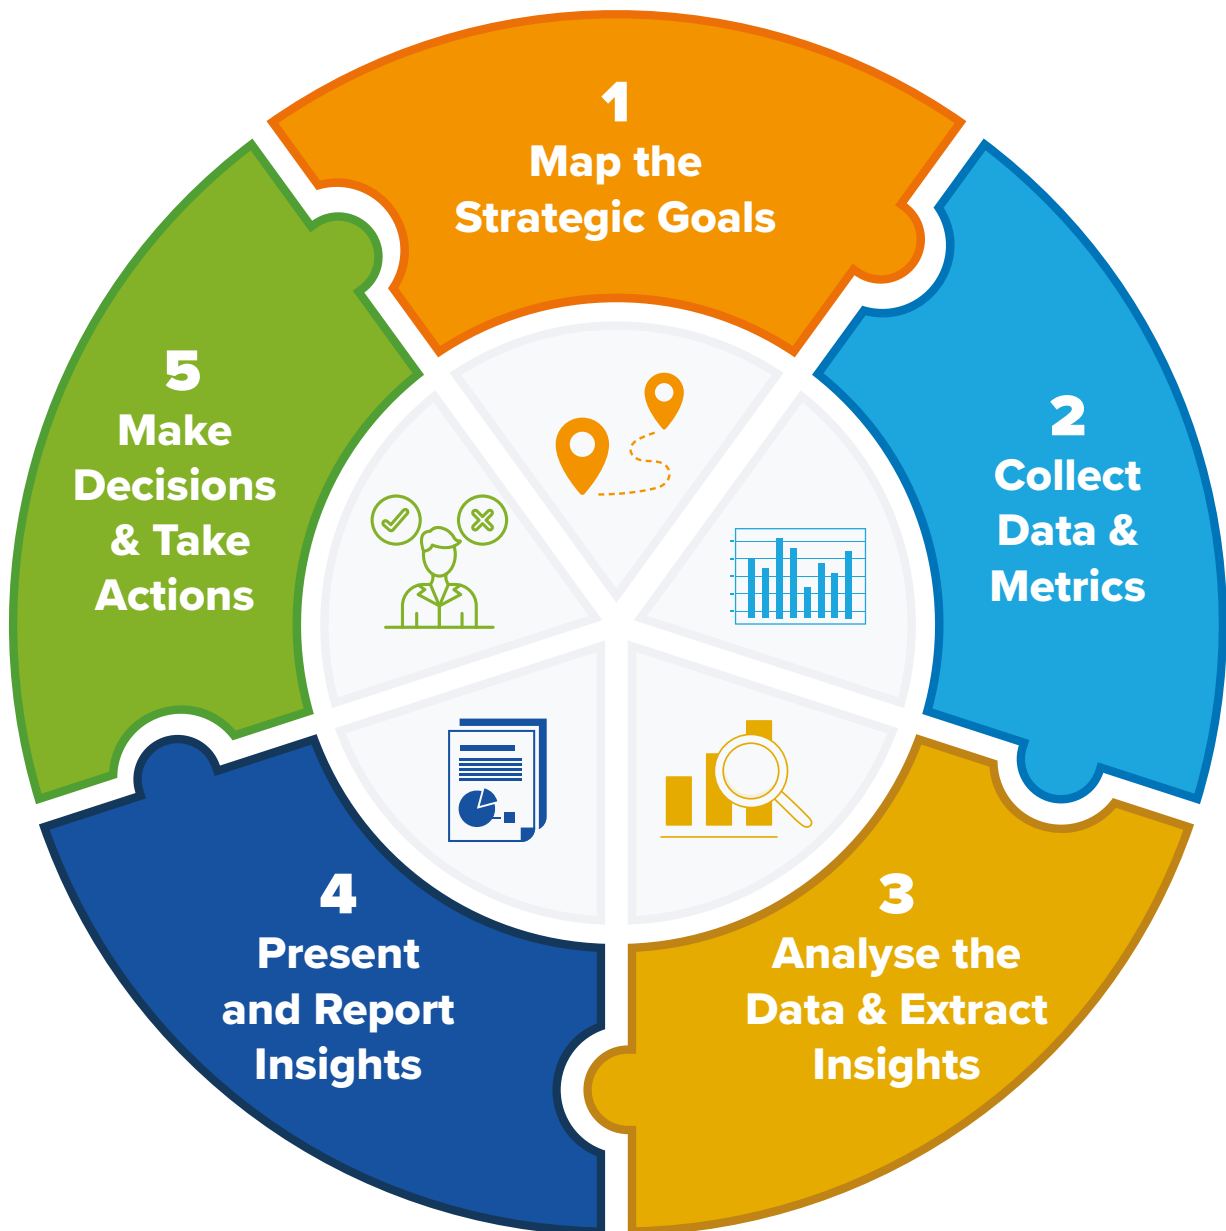 1
Map the
Strategic Goals
2
Collect
Data &
Metrics
3
Analyse the
Data & Extract
Insights
4
Present
and Report
Insights
5
Make
Decisions
& Take
Actions